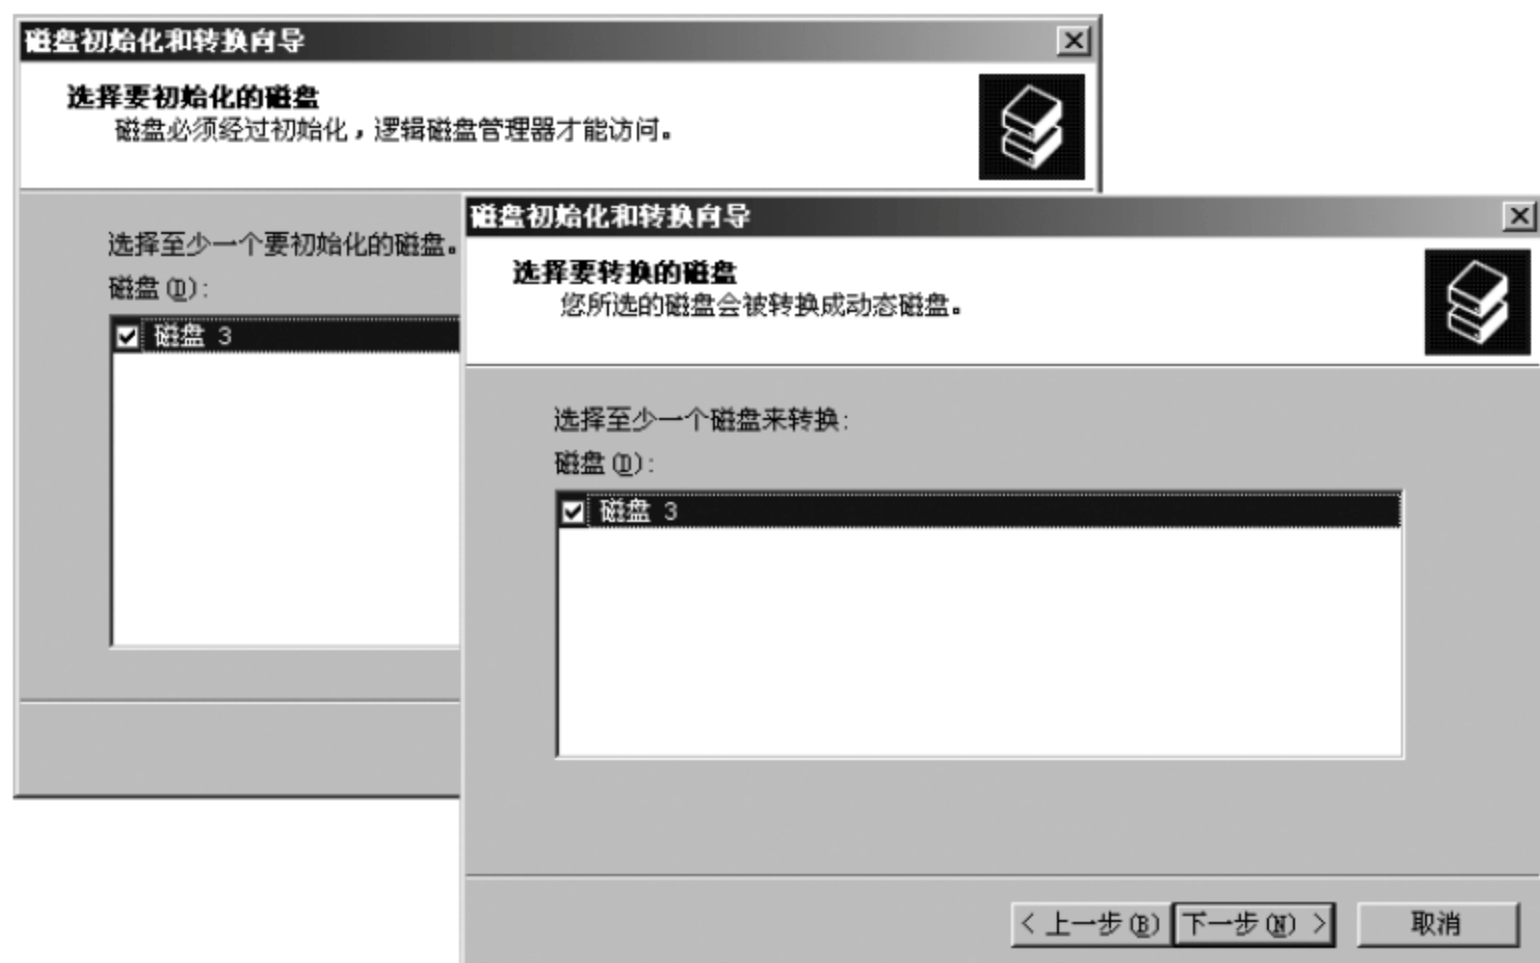 磁盘初始化和转换向导
选择要初始化的磁盘
磁盘必须经过初始化，逻辑磁盘管理器才能访问。
选择至少一个要初始化的磁盘。
磁盘(D):
磁盘 3
磁盘初始化和转换向导
选择要转换的磁盘
您所选的磁盘会被转换成动态磁盘。
选择至少一个磁盘来转换:
磁盘(D):
磁盘 3
< 上一步(B) 下一步(N) > 取消